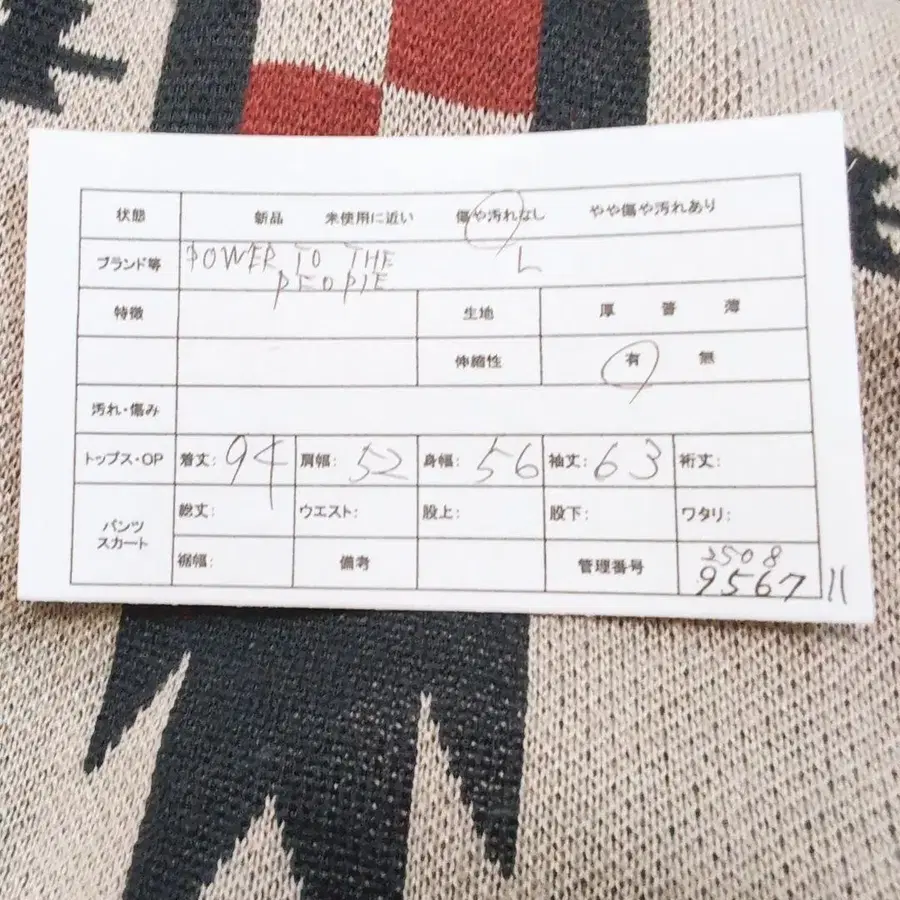 状態 新品 未使用に近い 傷や汚れなし やや傷や汚れあり
ブランド等 POWER TO THE PEOPLE L
特徴 生地 厚 普 薄
伸縮性 有 無
汚れ・傷み
トップス・OP 着丈: 94 肩幅: 52 身幅: 56 袖丈: 63 裄丈:
パンツ スカート 総丈: ウエスト: 股上: 股下: ワタリ:
裾幅: 備考 管理番号 2508
9567 11